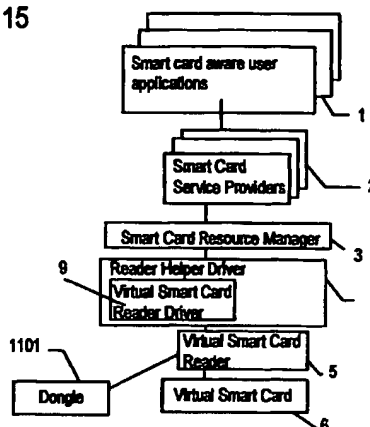 15
Smart card aware user
applications
1
Smart Card
Service Providers
2
Smart Card Resource Manager
3
Reader Helper Driver
9
Virtual Smart Card
Reader Driver
1101
Virtual Smart Card
Reader
5
Dongle
Virtual Smart Card
6